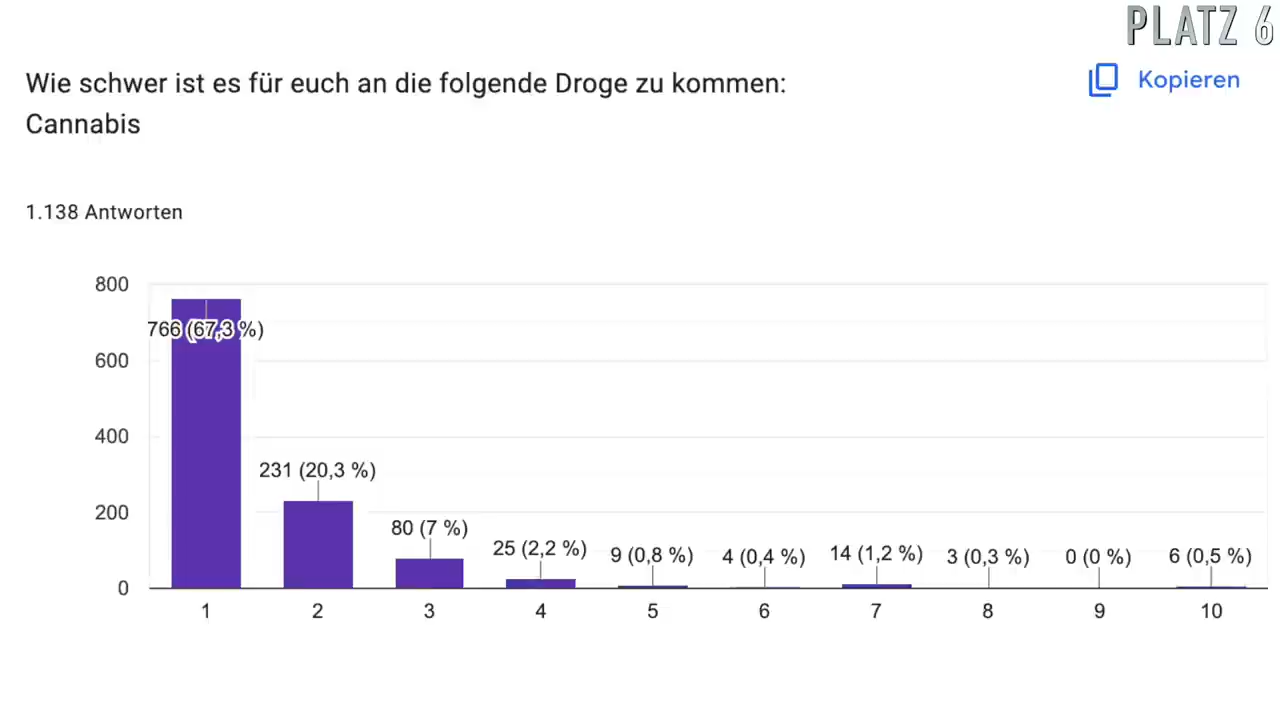 PLATZ 6
Wie schwer ist es für euch an die folgende Droge zu kommen:
Cannabis
Kopieren
1.138 Antworten
800
600
400
200
0
766 (67,3 %)
231 (20,3 %)
80 (7 %)
25 (2,2 %)
9 (0,8 %)
4 (0,4 %)
14 (1,2 %)
3 (0,3 %)
0 (0 %)
6 (0,5 %)
1 2 3 4 5 6 7 8 9 10